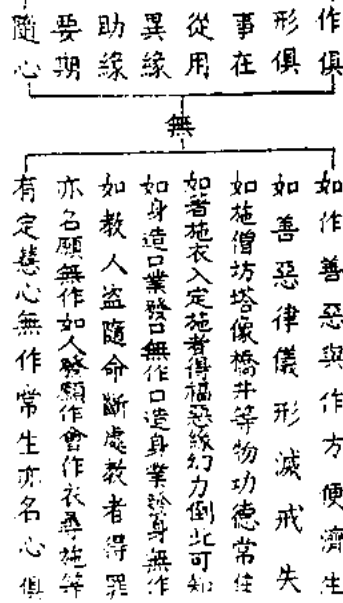 作俱
形俱
事在
從用
異緣
助緣
要期
隨心
無
如作善惡與作方便濟生
如善惡律儀形滅戒失
如施僧坊塔像橋井等物功德常住
如著施衣入定施者得福惡緣幻力倒此可知
如身造口業發口無作口造身業發身無作
如教人盜隨命斷處教者得罪
亦名願無作如人發願作會作衣尋施等
有定慧心無作常生亦名心俱